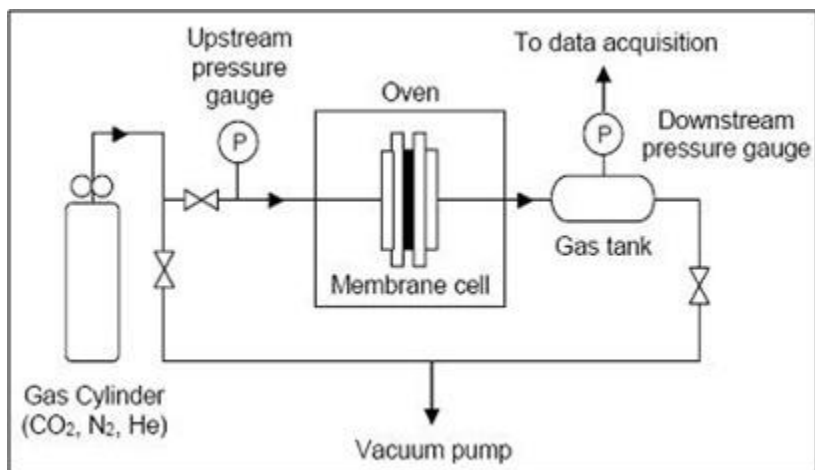 Upstream
pressure
gauge
P
Oven
To data acquisition
P
Downstream
pressure gauge
Gas tank
Membrane cell
Gas Cylinder
(CO₂, N₂, He)
Vacuum pump